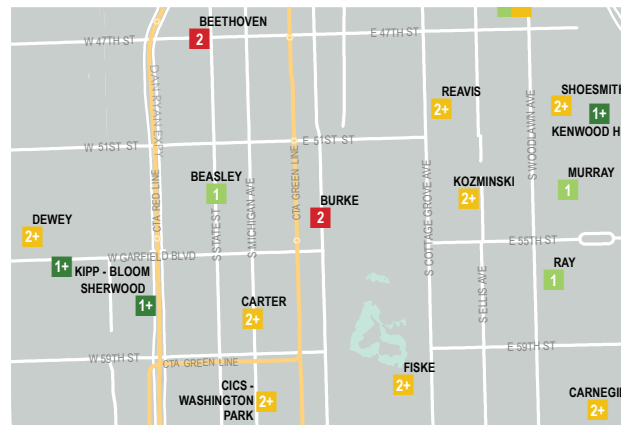 BEETHOVEN
2
W 47TH ST
E 47TH ST
DAN RYAN EXPY
REAVIS
2+
SHOESMITH
2+
1+
KENWOOD H
S WOODLAWN AVE
W 51ST ST
E 51ST ST
BEASLEY
1
CTA RED LINE
S STATE ST
S MICHIGAN AVE
CTA GREEN LINE
BURKE
2
S COTTAGE GROVE AVE
KOZMINSKI
2+
MURRAY
1
DEWEY
2+
W GARFIELD BLVD
E 55TH ST
1+
KIPP - BLOOM
SHERWOOD
1+
RAY
1
S ELLIS AVE
CARTER
2+
W 59TH ST
CTA GREEN LINE
E 59TH ST
FISKE
2+
CICS -
WASHINGTON
PARK
2+
CARNEGIE
2+